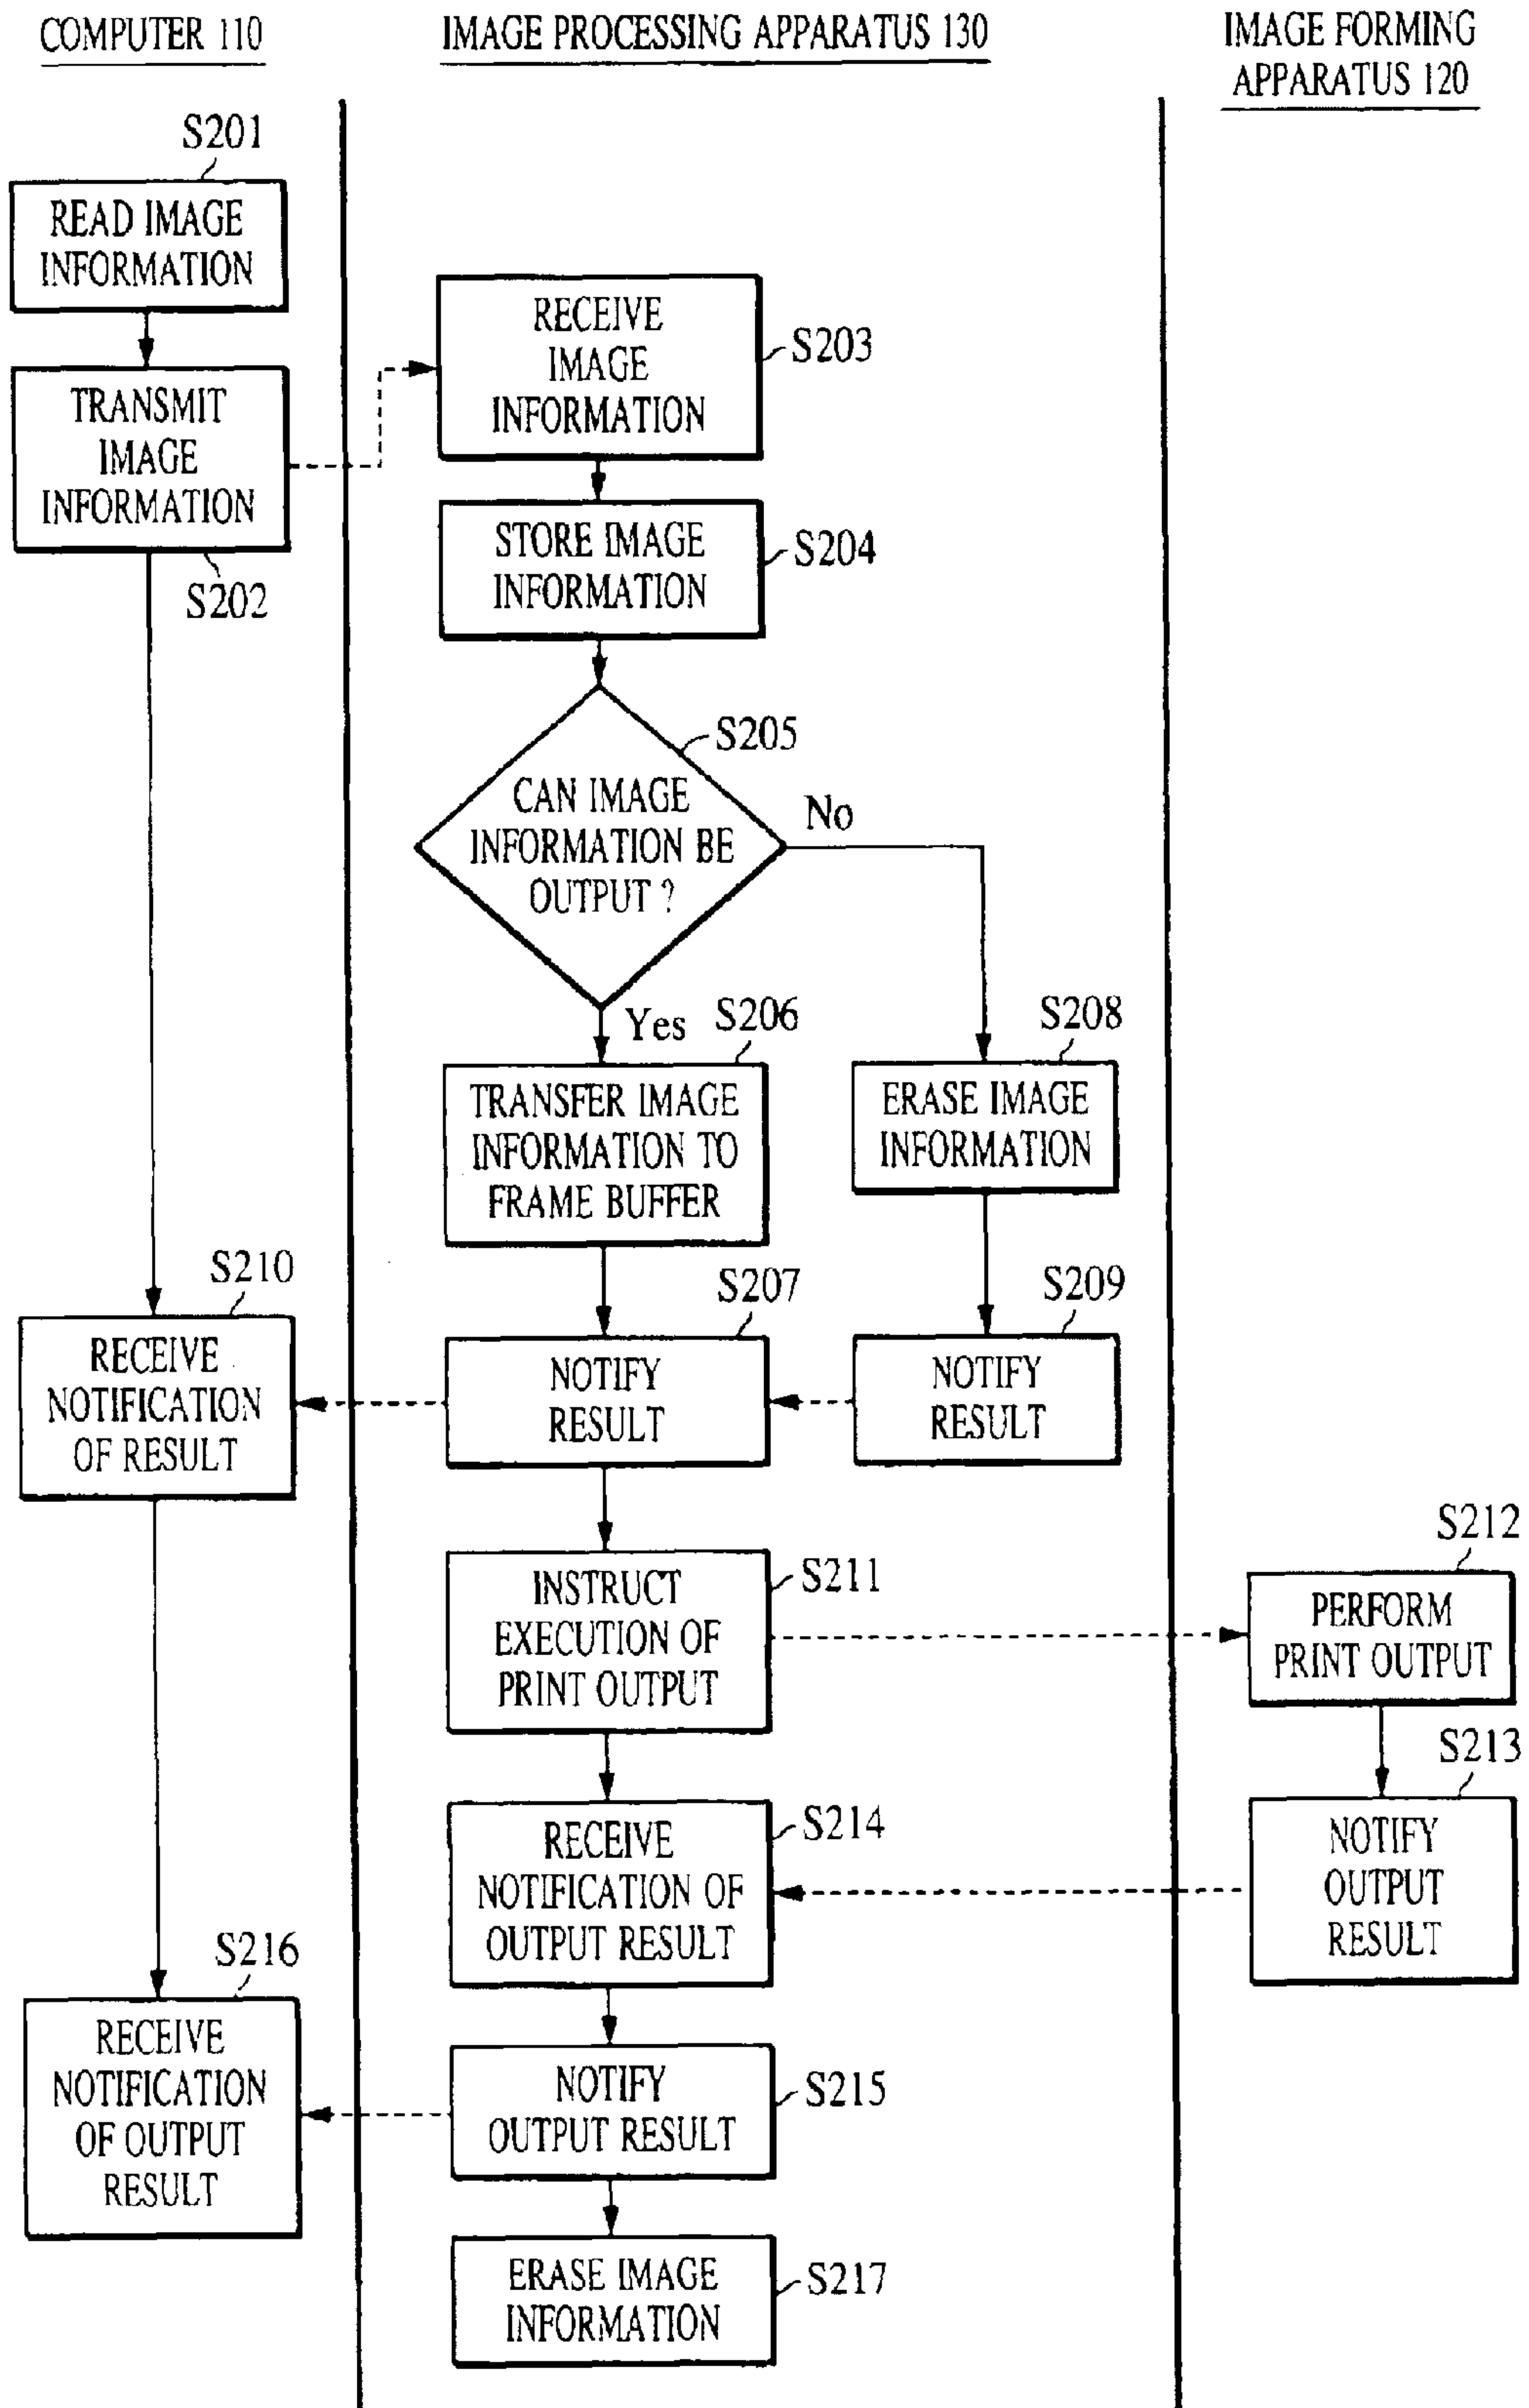 COMPUTER 110
IMAGE PROCESSING APPARATUS 130
IMAGE FORMING
APPARATUS 120
S201
READ IMAGE
INFORMATION
TRANSMIT
IMAGE
INFORMATION
S202
RECEIVE
IMAGE
INFORMATION
S203
STORE IMAGE
INFORMATION
S204
S205
CAN IMAGE
INFORMATION BE
OUTPUT ?
No
Yes
S206
TRANSFER IMAGE
INFORMATION TO
FRAME BUFFER
S208
ERASE IMAGE
INFORMATION
S210
RECEIVE
NOTIFICATION
OF RESULT
S207
NOTIFY
RESULT
S209
NOTIFY
RESULT
INSTRUCT
EXECUTION OF
PRINT OUTPUT
S211
S212
PERFORM
PRINT OUTPUT
S213
NOTIFY
OUTPUT
RESULT
RECEIVE
NOTIFICATION OF
OUTPUT RESULT
S214
S216
RECEIVE
NOTIFICATION
OF OUTPUT
RESULT
NOTIFY
OUTPUT RESULT
S215
ERASE IMAGE
INFORMATION
S217